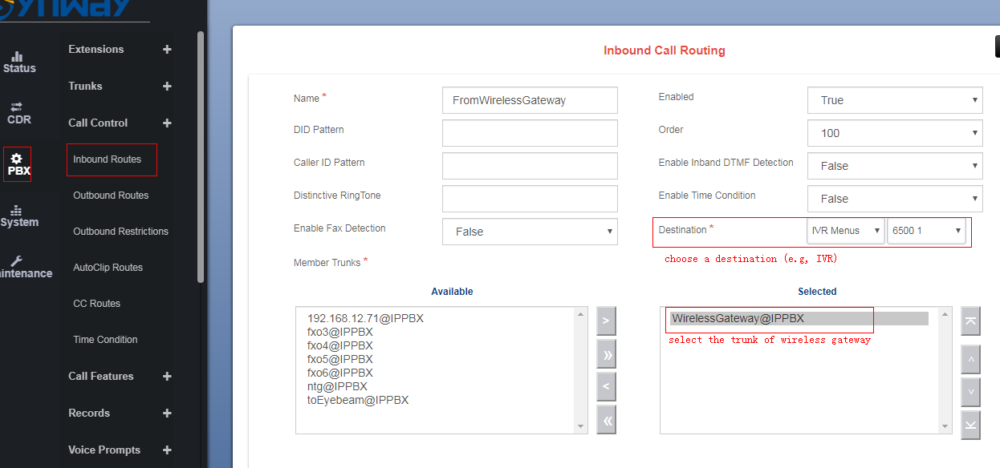 Status
CDR
PBX
System
intenance
Extensions +
Trunks +
Call Control +
Inbound Routes
Outbound Routes
Outbound Restrictions
AutoClip Routes
CC Routes
Time Condition
Call Features +
Records +
Voice Prompts +
Inbound Call Routing
Name * FromWirelessGateway
Enabled True
DID Pattern
Order 100
Caller ID Pattern
Enable Inband DTMF Detection False
Distinctive RingTone
Enable Time Condition False
Enable Fax Detection False
Destination * IVR Menus 6500 1
choose a destination (e.g, IVR)
Member Trunks *
Available
192.168.12.71@IPPBX
fxo3@IPPBX
fxo4@IPPBX
fxo5@IPPBX
fxo6@IPPBX
ntg@IPPBX
toEyebeam@IPPBX
>
»
<
«
Selected
WirelessGateway@IPPBX
select the trunk of wireless gateway